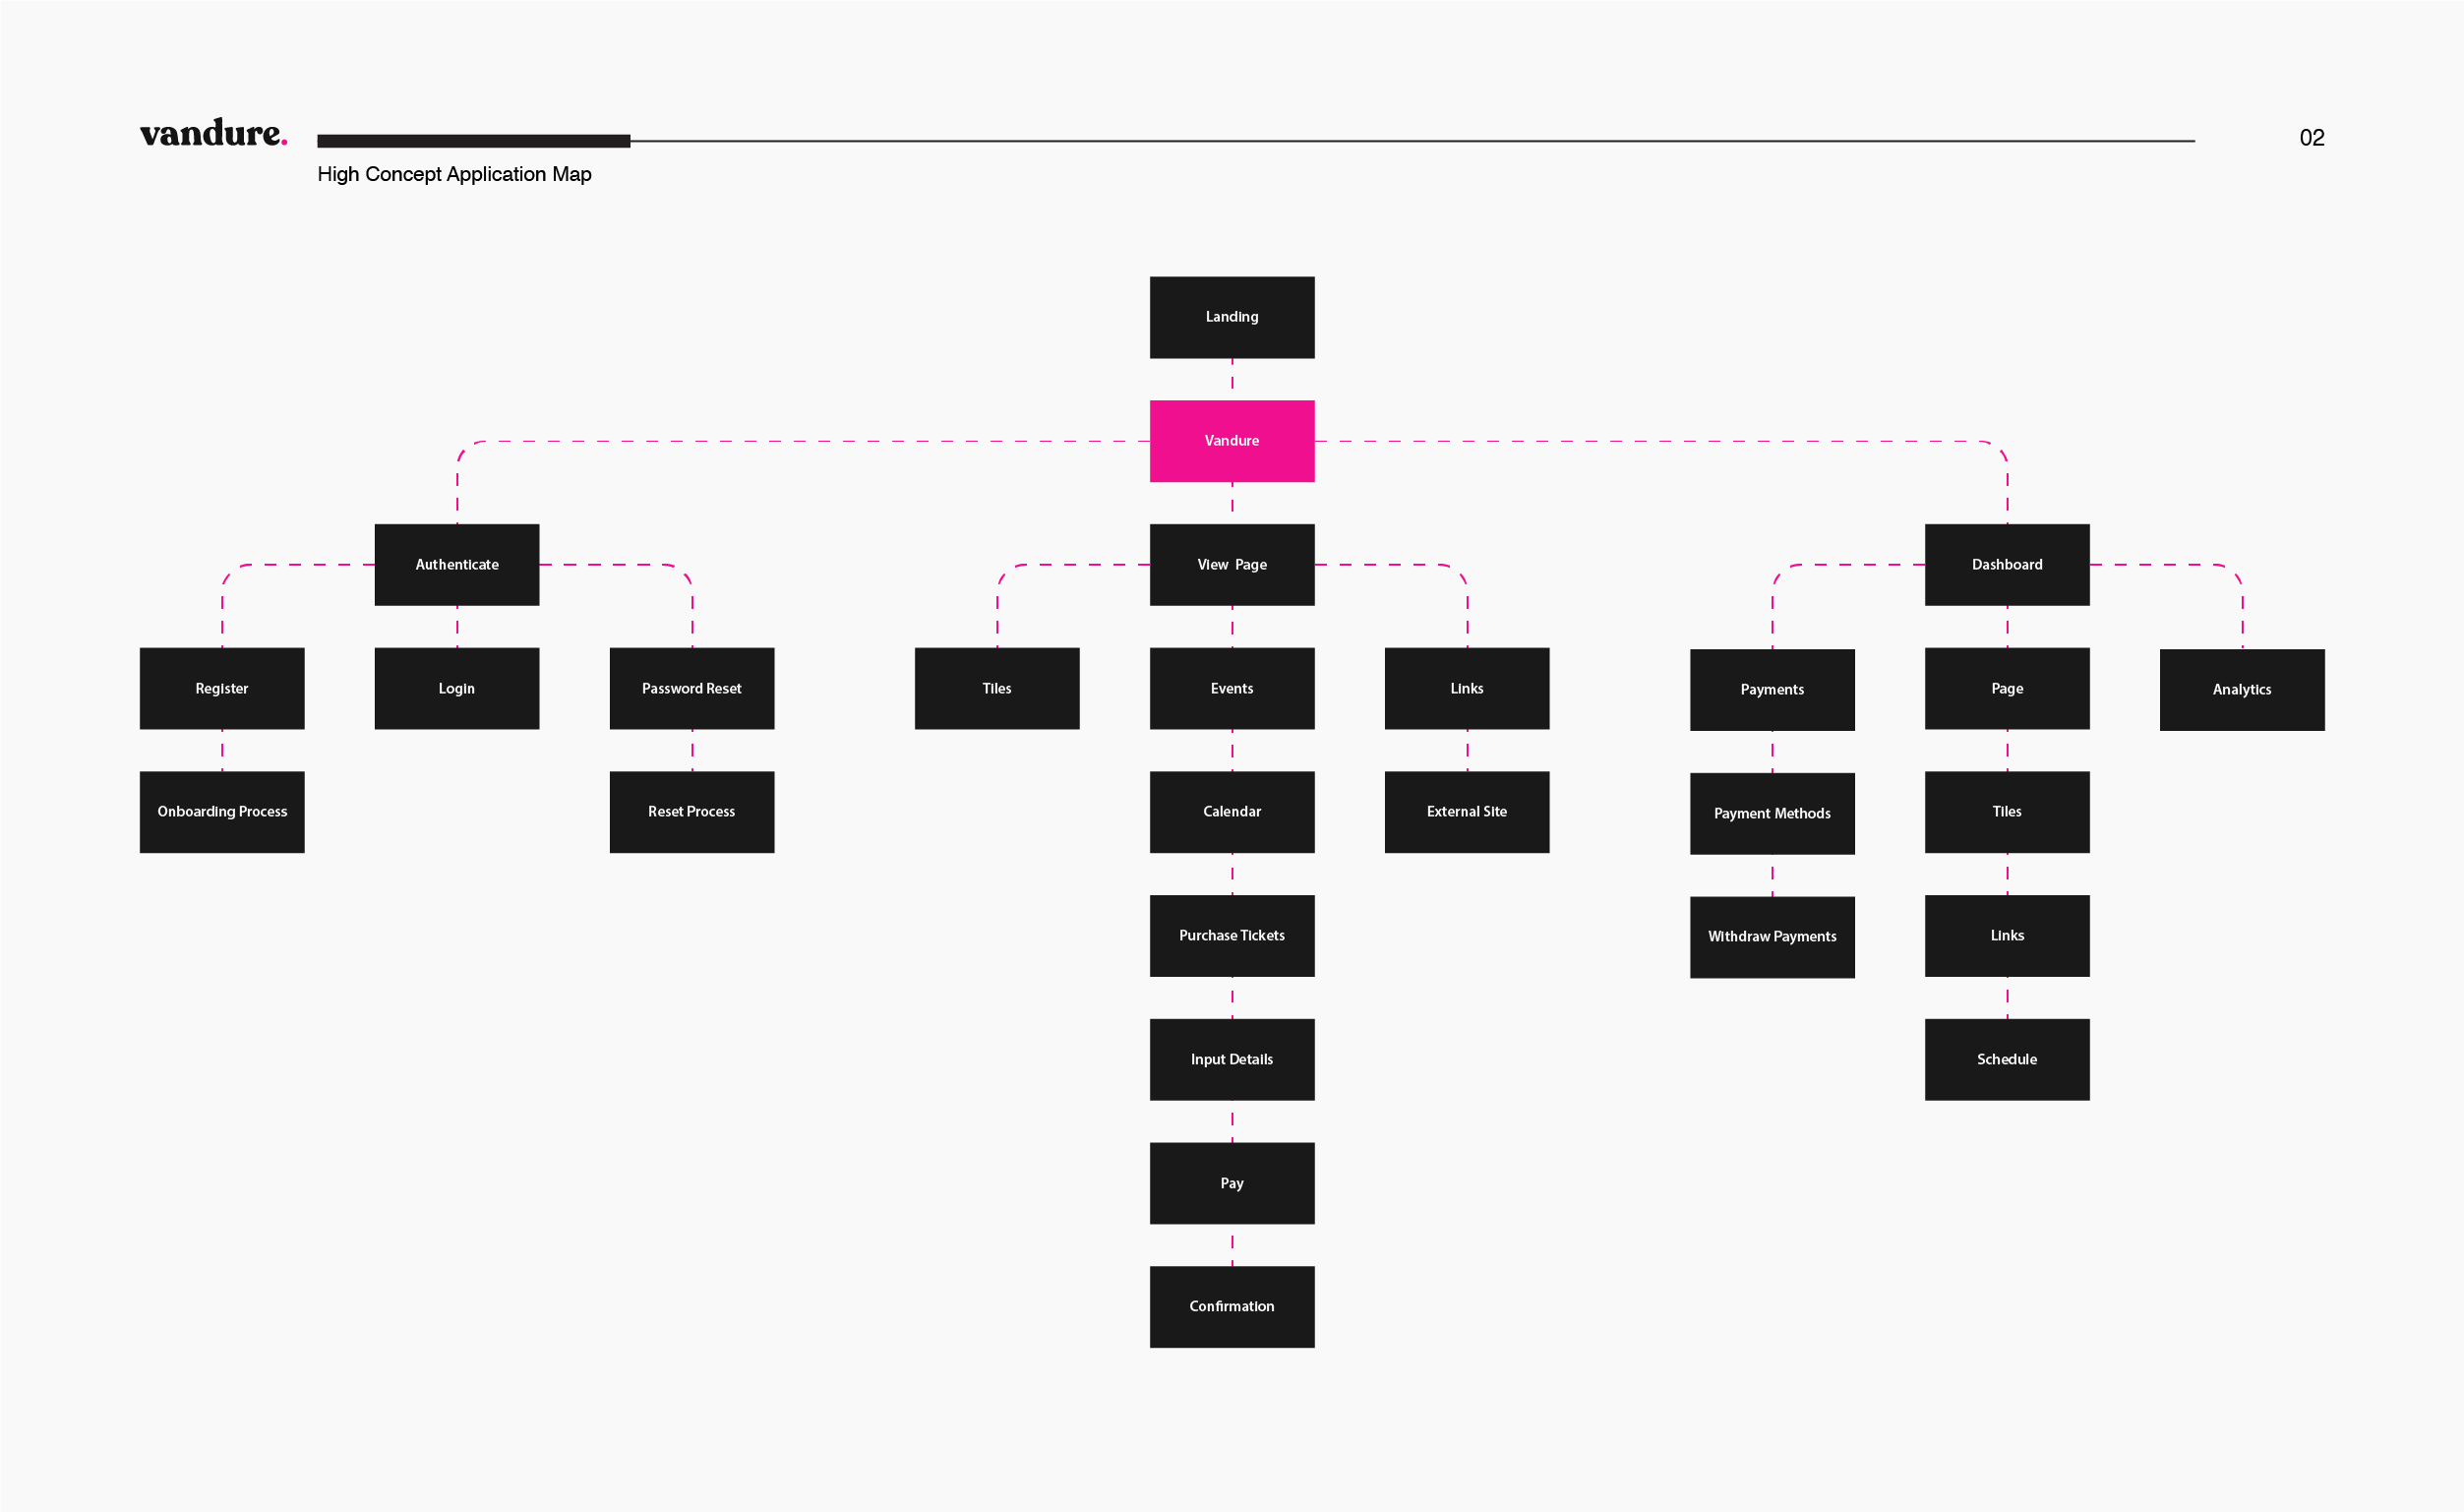 vandure.
02
High Concept Application Map
Landing
Vandure
Authenticate
View Page
Dashboard
Register
Login
Password Reset
Tiles
Events
Links
Payments
Page
Analytics
Onboarding Process
Reset Process
Calendar
External Site
Payment Methods
Tiles
Purchase Tickets
Withdraw Payments
Links
Input Details
Schedule
Pay
Confirmation